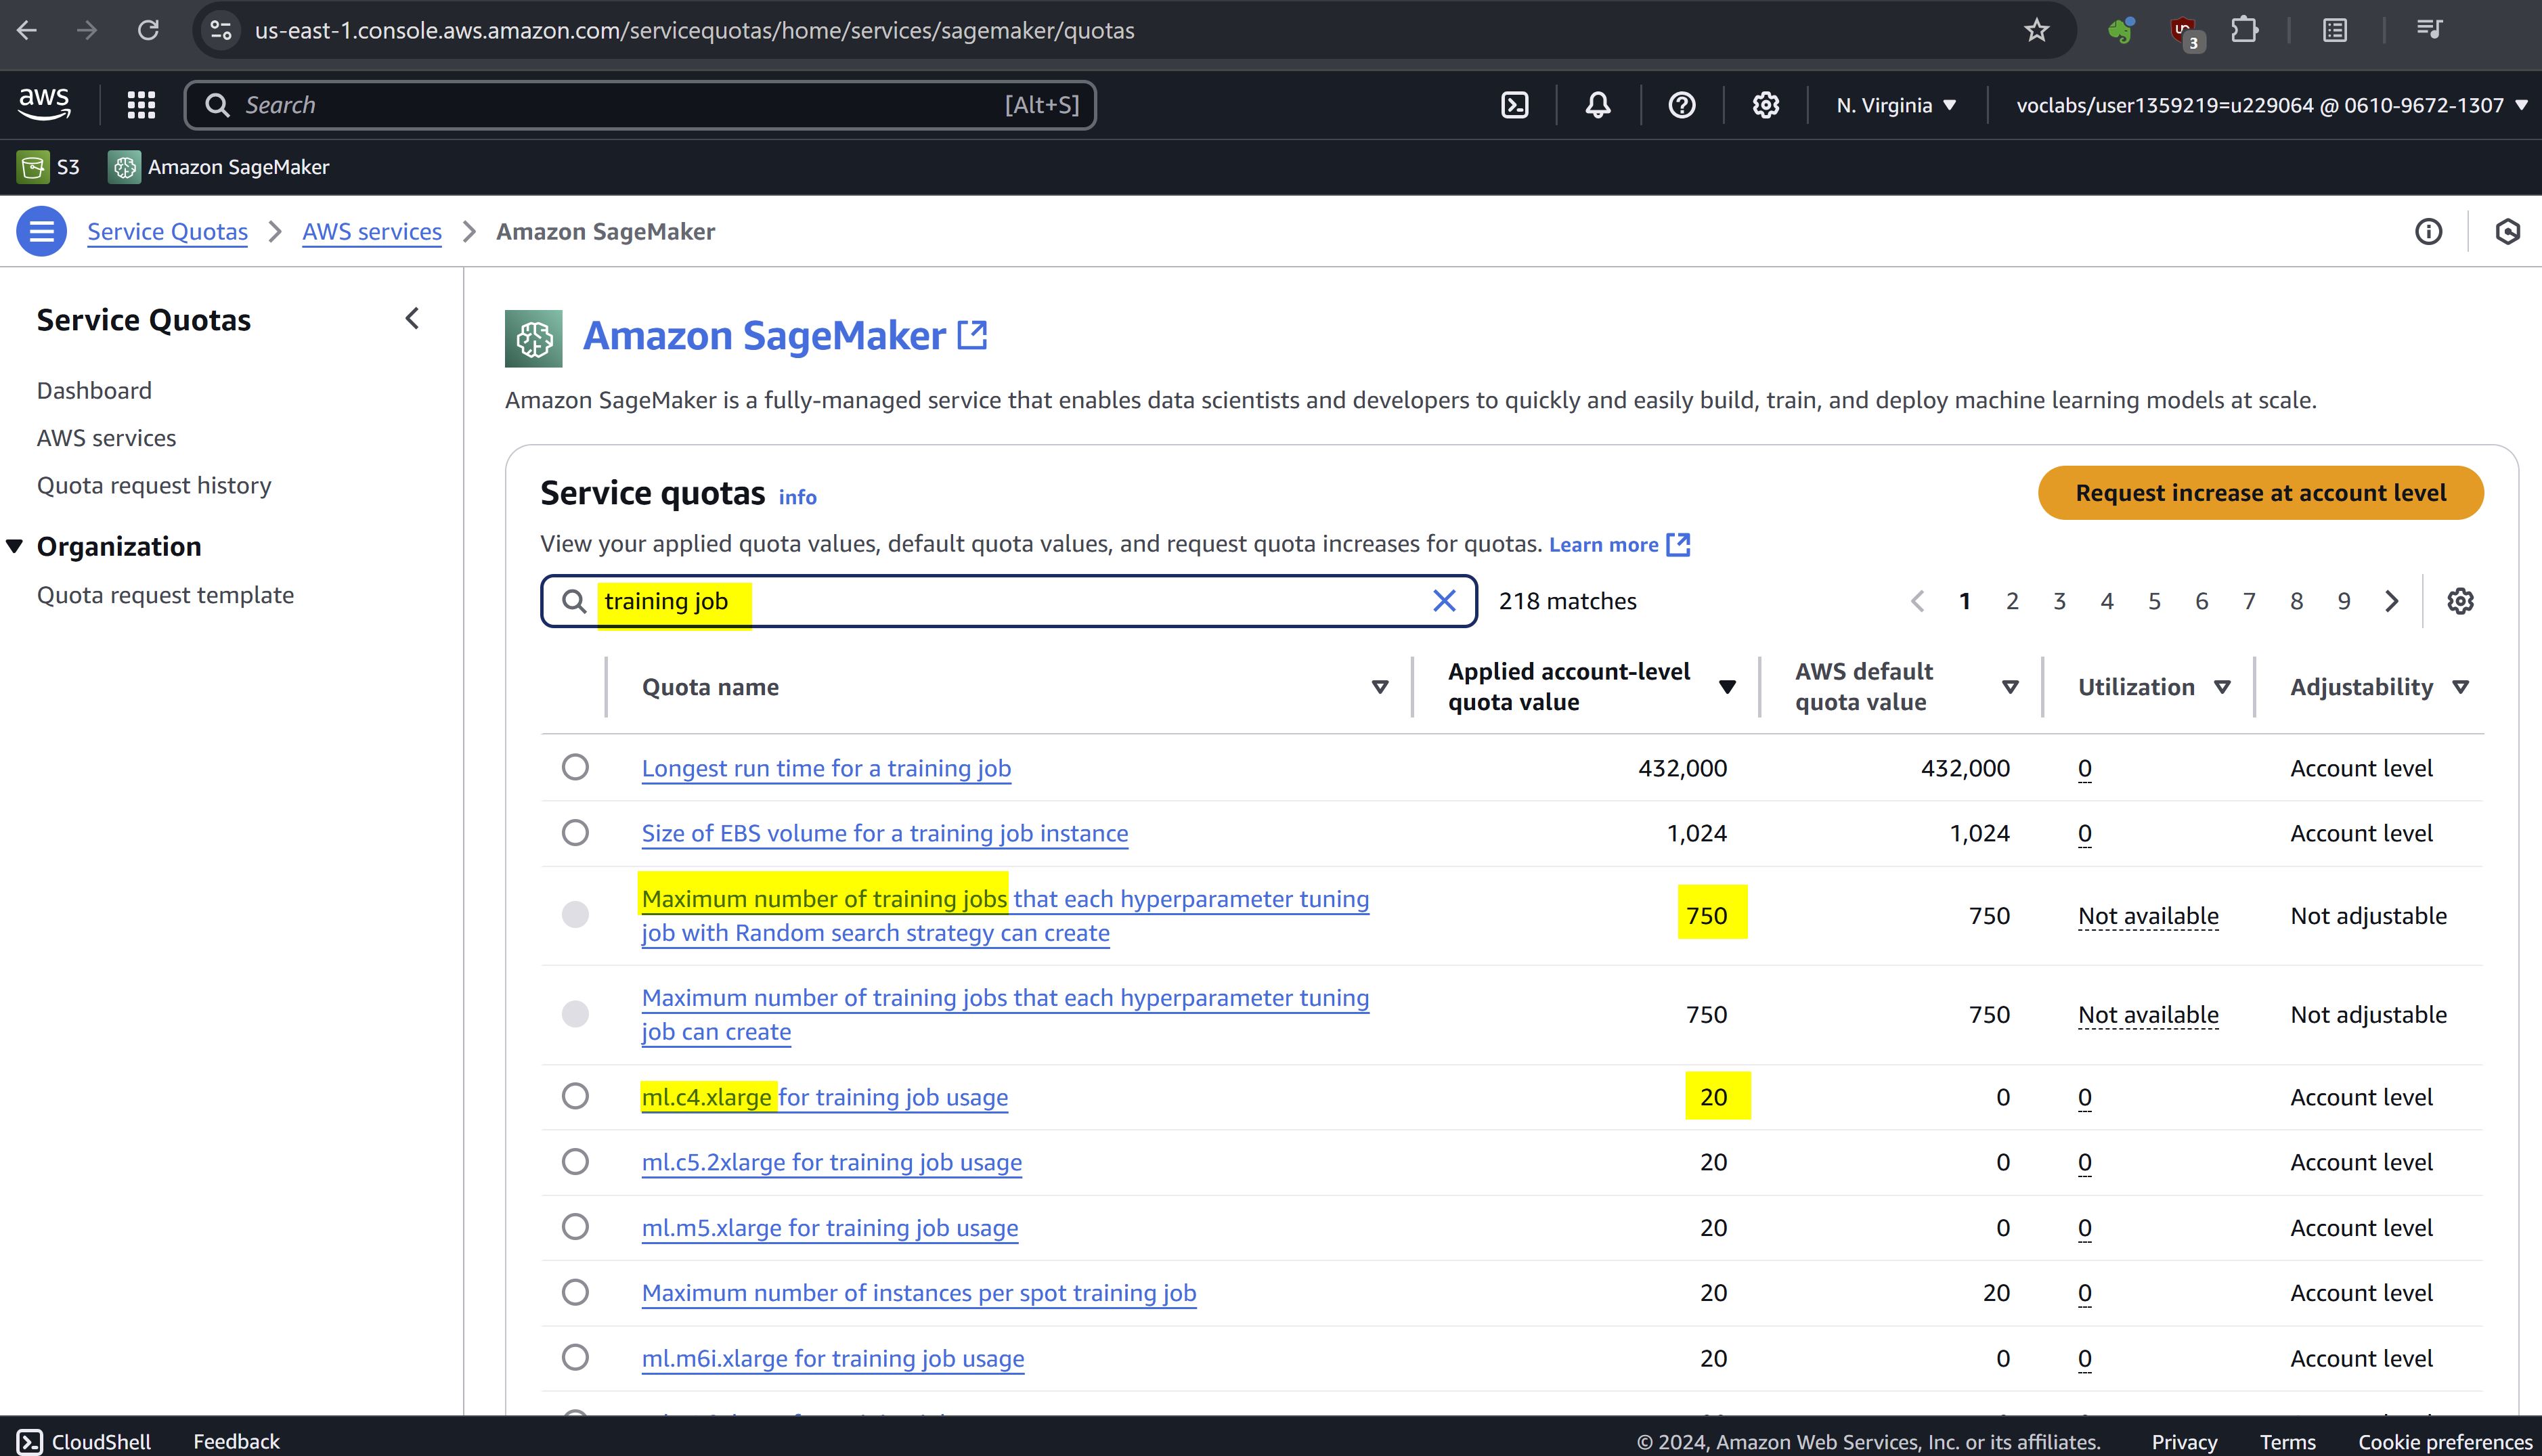 us-east-1.console.aws.amazon.com/servicequotas/home/services/sagemaker/quotas
3
aws
Search
[Alt+S]
N. Virginia
voclabs/user1359219=u229064 @ 0610-9672-1307
S3
Amazon SageMaker
Service Quotas
AWS services
Amazon SageMaker
Service Quotas
Dashboard
AWS services
Quota request history
Organization
Quota request template
Amazon SageMaker
Amazon SageMaker is a fully-managed service that enables data scientists and developers to quickly and easily build, train, and deploy machine learning models at scale.
Service quotas info
Request increase at account level
View your applied quota values, default quota values, and request quota increases for quotas. Learn more
training job
218 matches
1 2 3 4 5 6 7 8 9
Quota name
Applied account-level
quota value
AWS default
quota value
Utilization
Adjustability
Longest run time for a training job 432,000 432,000 0 Account level
Size of EBS volume for a training job instance 1,024 1,024 0 Account level
Maximum number of training jobs that each hyperparameter tuning
job with Random search strategy can create
750 750 Not available Not adjustable
Maximum number of training jobs that each hyperparameter tuning
job can create
750 750 Not available Not adjustable
ml.c4.xlarge for training job usage 20 0 0 Account level
ml.c5.2xlarge for training job usage 20 0 0 Account level
ml.m5.xlarge for training job usage 20 0 0 Account level
Maximum number of instances per spot training job 20 20 0 Account level
ml.m6i.xlarge for training job usage 20 0 0 Account level
CloudShell
Feedback
© 2024, Amazon Web Services, Inc. or its affiliates.
Privacy
Terms
Cookie preferences